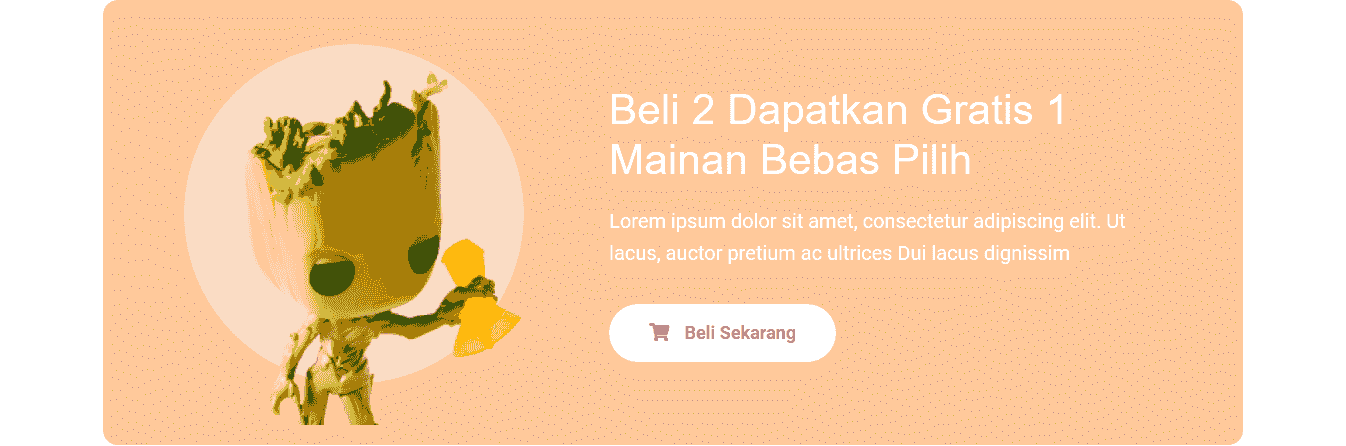 Beli 2 Dapatkan Gratis 1
Mainan Bebas Pilih
Lorem ipsum dolor sit amet, consectetur adipiscing elit. Ut
lacus, auctor pretium ac ultrices Dui lacus dignissim
Beli Sekarang